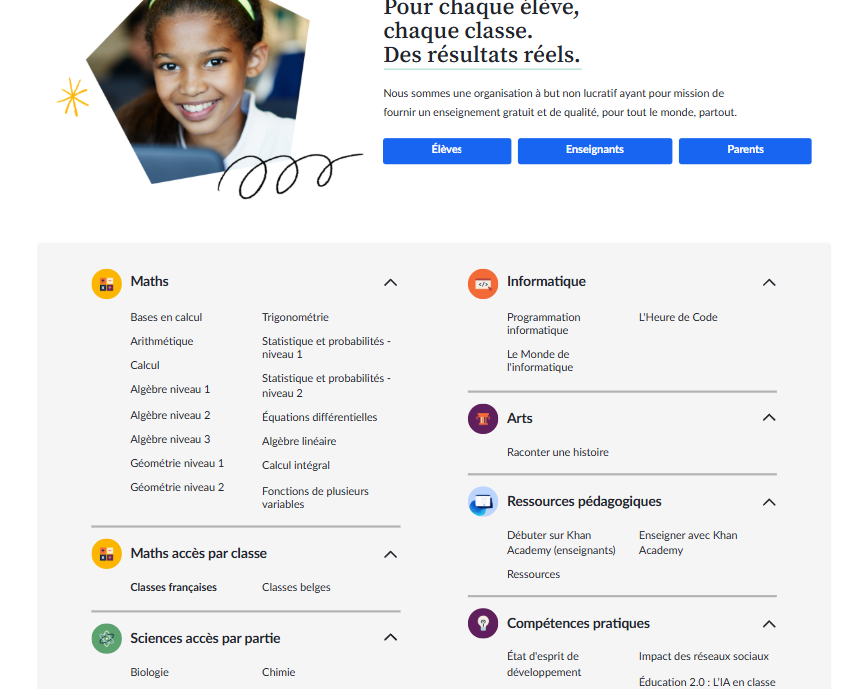 Pour chaque élève,
chaque classe.
Des résultats réels.
Nous sommes une organisation à but non lucratif ayant pour mission de
fournir un enseignement gratuit et de qualité, pour tout le monde, partout.
Élèves
Enseignants
Parents
Maths
Bases en calcul
Arithmétique
Calcul
Algèbre niveau 1
Algèbre niveau 2
Algèbre niveau 3
Géométrie niveau 1
Géométrie niveau 2
Trigonométrie
Statistique et probabilités -
niveau 1
Statistique et probabilités -
niveau 2
Équations différentielles
Algèbre linéaire
Calcul intégral
Fonctions de plusieurs
variables
Maths accès par classe
Classes françaises
Classes belges
Sciences accès par partie
Biologie
Chimie
Informatique
Programmation
informatique
Le Monde de
l'informatique
L'Heure de Code
Arts
Raconter une histoire
Ressources pédagogiques
Débuter sur Khan
Academy (enseignants)
Ressources
Enseigner avec Khan
Academy
Compétences pratiques
État d'esprit de
développement
Impact des réseaux sociaux
Éducation 2.0 : L'IA en classe